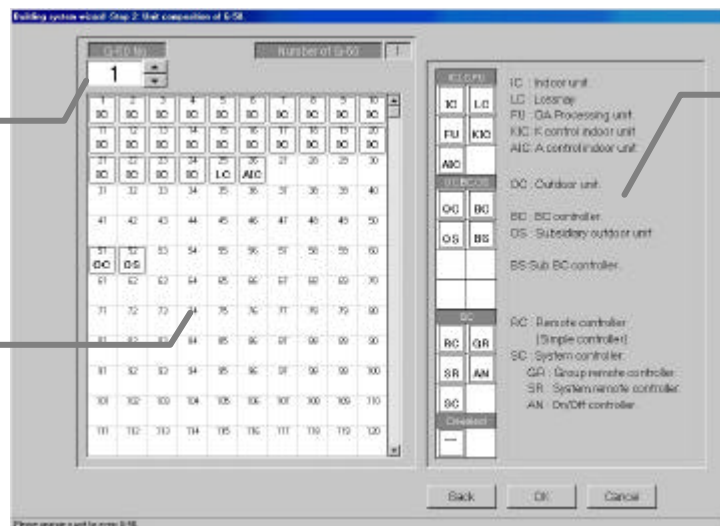 Building system wizard Step 2: Unit composition of G-50.
G-50 No.
Number of G-50
1
1
1 2 3 4 5 6 7 8 9 10
IC IC IC IC IC IC IC IC IC IC
11 12 13 14 15 16 17 18 19 20
IC IC IC IC IC IC IC IC IC IC
21 22 23 24 25 26 27 28 29 30
IC IC IC IC LC AIC
31 32 33 34 35 36 37 38 39 40
41 42 43 44 45 46 47 48 49 50
51 52 53 54 55 56 57 58 59 60
OC OS
61 62 63 64 65 66 67 68 69 70
71 72 73 74 75 76 77 78 79 80
81 82 83 84 85 86 87 88 89 90
91 92 93 94 95 96 97 98 99 100
101 102 103 104 105 106 107 108 109 110
111 112 113 114 115 116 117 118 119 120
IC LC
FU KIC
AIC
OC BC
OS BS
RC
RC GR
SR AN
SC
IC : Indoor unit.
LC : Lossnay
FU : OA Processing unit.
KIC: K control indoor unit
AIC: A control indoor unit
OC : Outdoor unit.
BC : BC controller.
OS : Subsidiary outdoor unit
BS:Sub BC controller.
RC : Remote controller
(Simple controller)
SC : System controller.
GR : Group remote controller.
SR : System remote controller.
AN : On/Off controller
Back OK Cancel